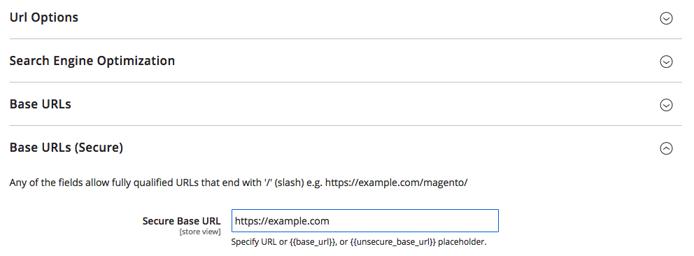 Url Options
Search Engine Optimization
Base URLs
Base URLs (Secure)
Any of the fields allow fully qualified URLs that end with '/' (slash) e.g. https://example.com/magento/
Secure Base URL https://example.com
[store view]
Specify URL or {{base_url}}, or {{unsecure_base_url}} placeholder.